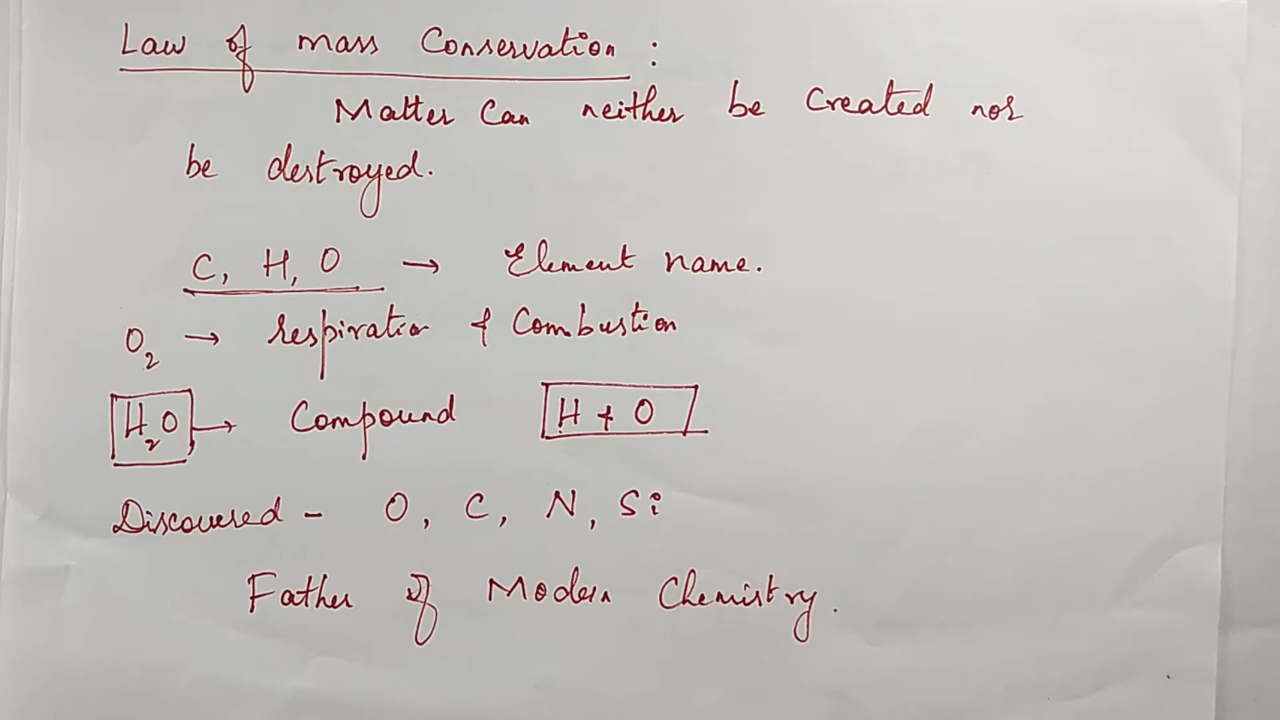 Law of mass Conservation :
Matter Can neither be Created nor
be destroyed.
C, H, O → Element name.
O₂ → respiration & Combustion
H₂O → Compound H + O
Discovered - O, C, N, Si
Father of Modern Chemistry.